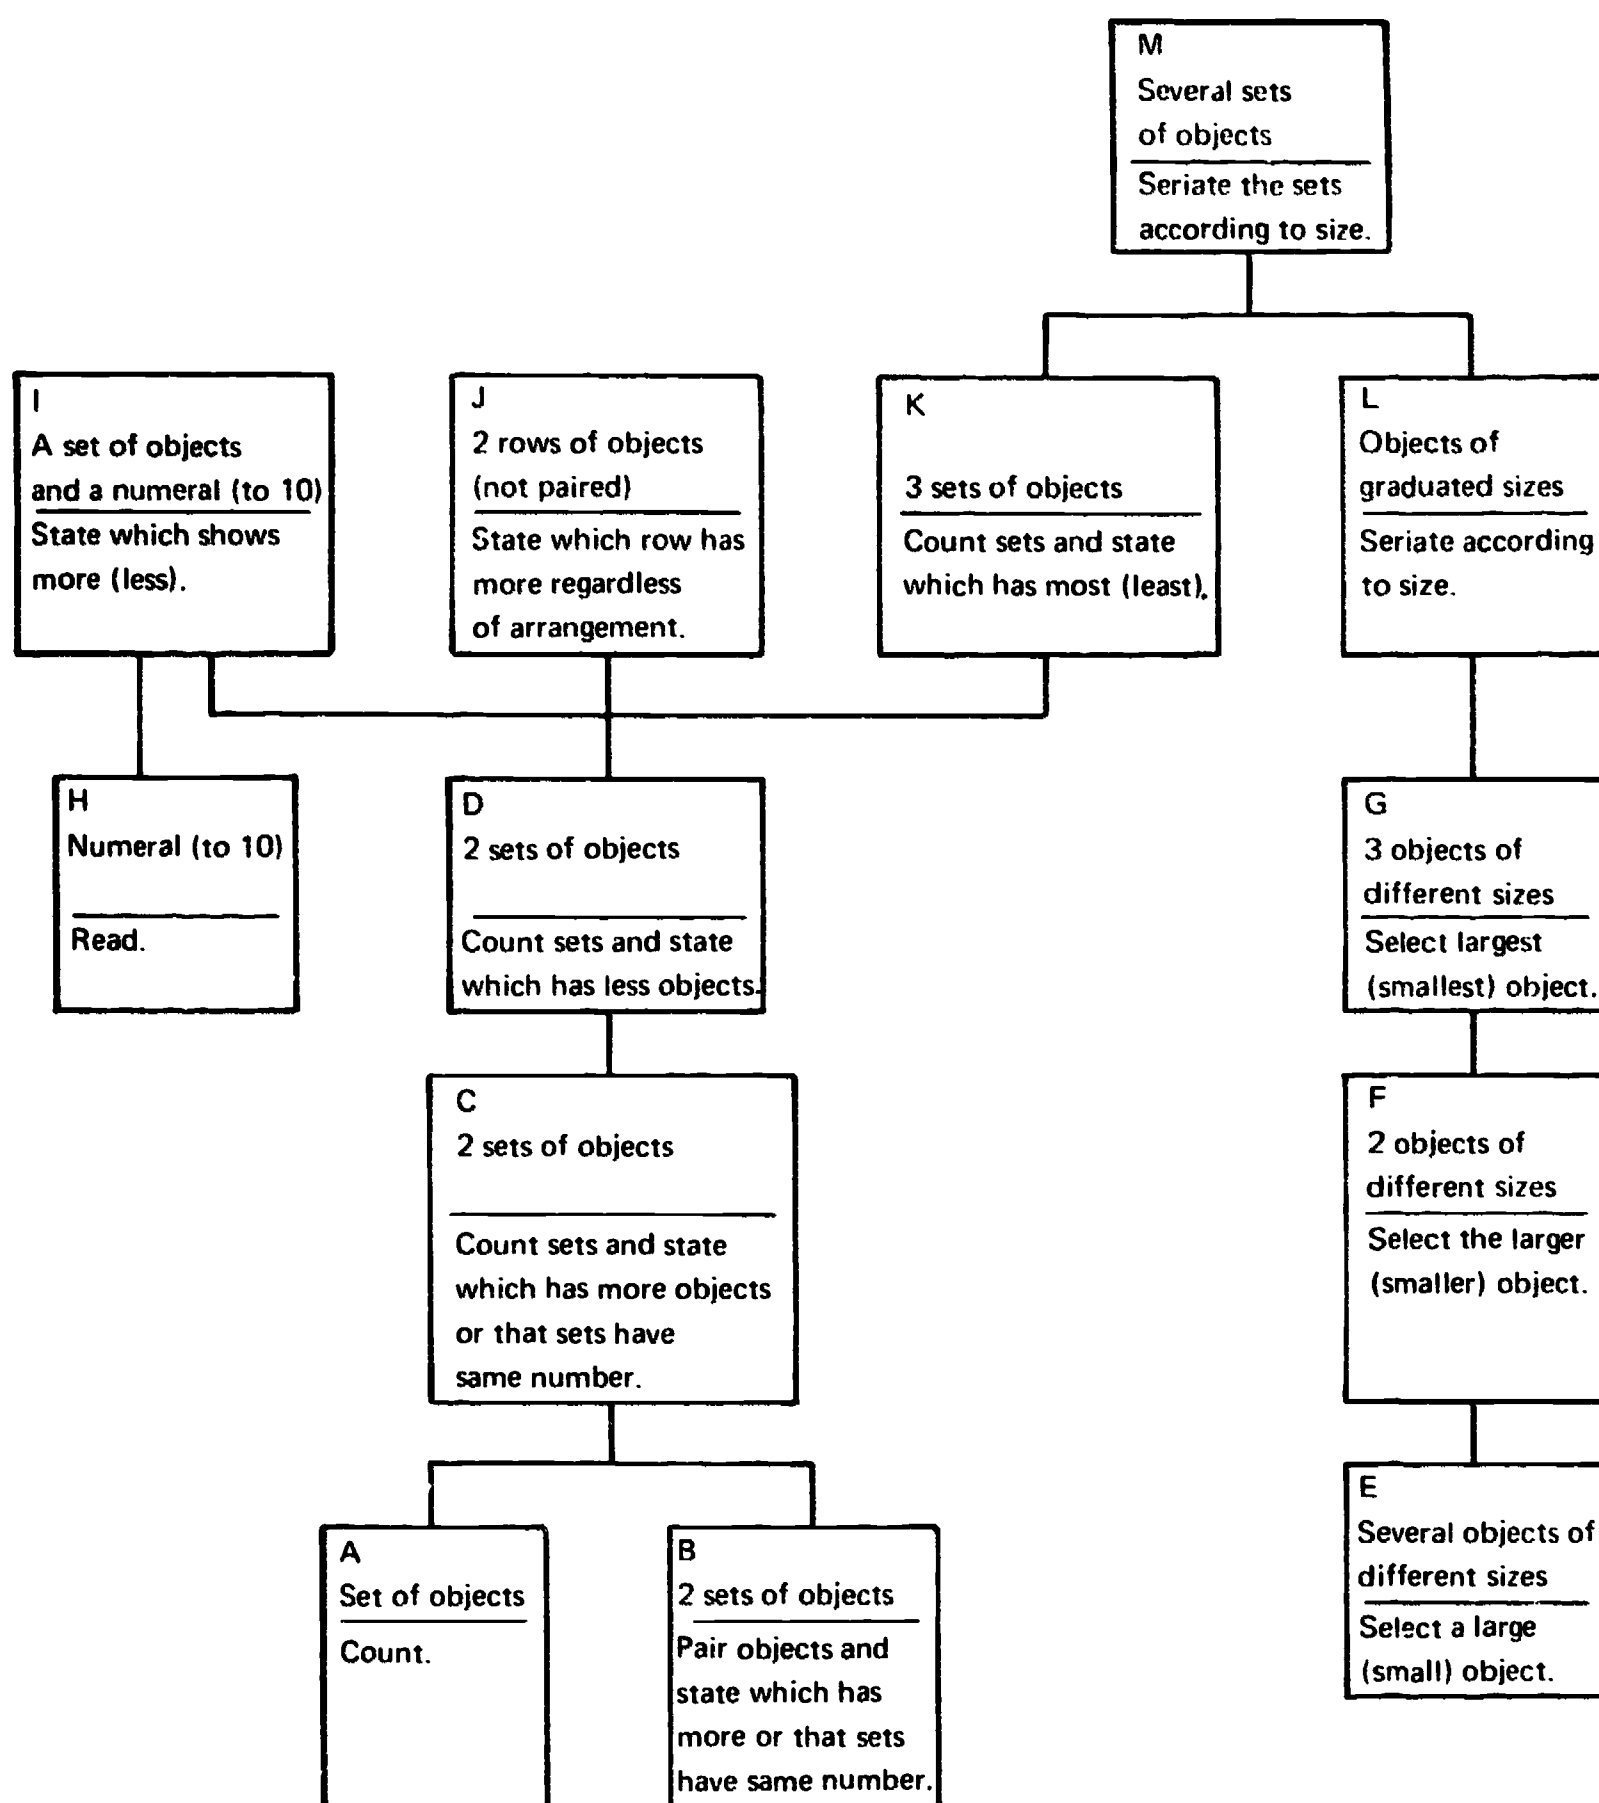 M
Several sets
of objects
Seriate the sets
according to size.
I
A set of objects
and a numeral (to 10)
State which shows
more (less).
J
2 rows of objects
(not paired)
State which row has
more regardless
of arrangement.
K
3 sets of objects
Count sets and state
which has most (least).
L
Objects of
graduated sizes
Seriate according
to size.
H
Numeral (to 10)
Read.
D
2 sets of objects
Count sets and state
which has less objects.
G
3 objects of
different sizes
Select largest
(smallest) object.
C
2 sets of objects
Count sets and state
which has more objects
or that sets have
same number.
F
2 objects of
different sizes
Select the larger
(smaller) object.
A
Set of objects
Count.
B
2 sets of objects
Pair objects and
state which has
more or that sets
have same number.
E
Several objects of
different sizes
Select a large
(small) object.